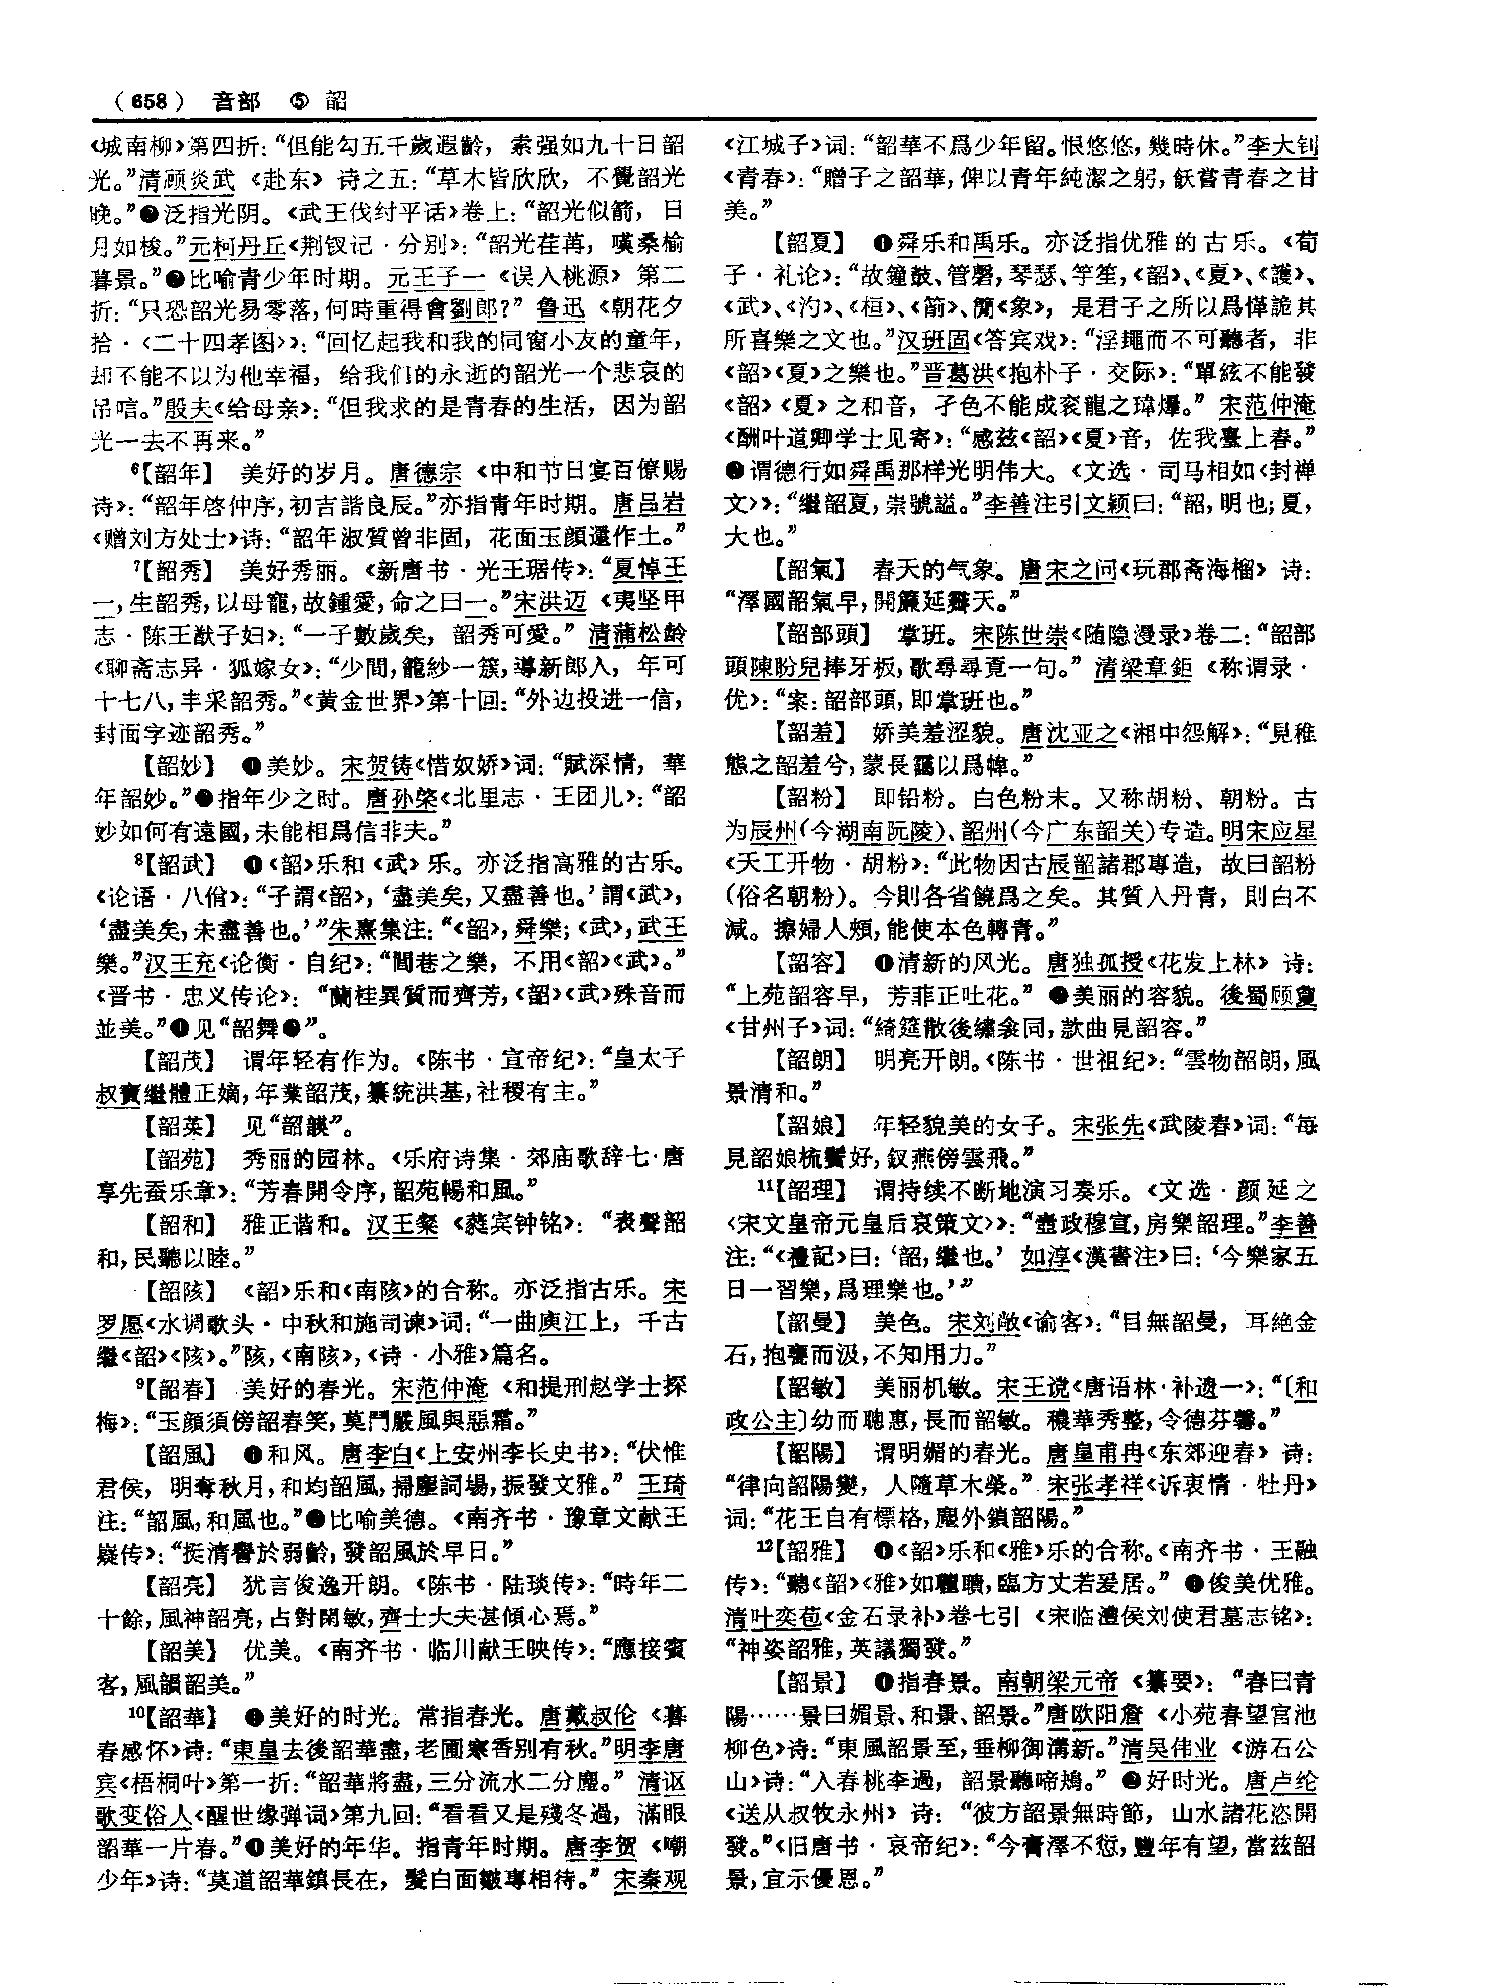 （658） 音部 ⑤ 韶
《城南柳》第四折：“但能勾五千歲遐齡，索强如九十日韶
光。”清顾炎武《赴东》诗之五：“草木皆欣欣，不覺韶光
晚。”❷泛指光阴。《武王伐纣平话》卷上：“韶光似箭，日
月如梭。”元柯丹丘《荆钗记·分别》：“韶光荏苒，嘆桑榆
暮景。”❷比喻青少年时期。元王子一《误入桃源》第二
折：“只恐韶光易零落，何時重得會劉郎？”鲁迅《朝花夕
拾·〈二十四孝图〉》：“回忆起我和我的同窗小友的童年，
却不能不以为他幸福，给我们的永逝的韶光一个悲哀的
吊唁。”殷夫《给母亲》：“但我求的是青春的生活，因为韶
光一去不再来。”
⁶【韶年】 美好的岁月。唐德宗《中和节日宴百僚赐
诗》：“韶年啓仲序，初吉諧良辰。”亦指青年时期。唐吕岩
《赠刘方处士》诗：“韶年淑質曾非固，花面玉顔還作土。”
⁷【韶秀】 美好秀丽。《新唐书·光王琚传》：“夏悼王
一，生韶秀，以母寵，故鍾愛，命之曰一。”宋洪迈《夷坚甲
志·陈王猷子妇》：“一子數歲矣，韶秀可愛。”清蒲松龄
《聊斋志异·狐嫁女》：“少間，籠紗一簇，導新郎入，年可
十七八，丰采韶秀。”《黄金世界》第十回：“外边投进一信，
封面字迹韶秀。”
【韶妙】 ❶美妙。宋贺铸《惜奴娇》词：“賦深情，華
年韶妙。”❷指年少之时。唐孙棨《北里志·王团儿》：“韶
妙如何有遠圖，未能相爲信非夫。”
⁸【韶武】 ❶《韶》乐和《武》乐。亦泛指高雅的古乐。
《论语·八佾》：“子謂《韶》，‘盡美矣，又盡善也。’謂《武》，
‘盡美矣，未盡善也。’”朱熹集注：“《韶》，舜樂；《武》，武王
樂。”汉王充《论衡·自纪》：“閭巷之樂，不用《韶》《武》。”
《晋书·忠义传论》：“蘭桂異質而齊芳，《韶》《武》殊音而
並美。”❷见“韶舞❷”。
【韶茂】 谓年轻有作为。《陈书·宣帝纪》：“皇太子
叔寶繼體正嫡，年業韶茂，纂統洪基，社稷有主。”
【韶英】 见“韶韺”。
【韶苑】 秀丽的园林。《乐府诗集·郊庙歌辞七·唐
享先蚕乐章》：“芳春開令序，韶苑暢和風。”
【韶和】 雅正谐和。汉王粲《蕤宾钟铭》：“表聲韶
和，民聽以睦。”
【韶陔】 《韶》乐和《南陔》的合称。亦泛指古乐。宋
罗愿《水调歌头·中秋和施司谏》词：“一曲庾江上，千古
繼《韶》《陔》。”陔，《南陔》，《诗·小雅》篇名。
⁹【韶春】 美好的春光。宋范仲淹《和提刑赵学士探
梅》：“玉顔須傍韶春笑，莫鬥嚴風與惡霜。”
【韶風】 ❶和风。唐李白《上安州李长史书》：“伏惟
君侯，明奪秋月，和均韶風，掃塵詞場，振發文雅。”王琦
注：“韶風，和風也。”❷比喻美德。《南齐书·豫章文献王
嶷传》：“挺清譽於弱齡，發韶風於早日。”
【韶亮】 犹言俊逸开朗。《陈书·陆琰传》：“時年二
十餘，風神韶亮，占對閑敏，齊士大夫甚傾心焉。”
【韶美】 优美。《南齐书·临川献王映传》：“應接賓
客，風韻韶美。”
¹⁰【韶華】 ❶美好的时光。常指春光。唐戴叔伦《暮
春感怀》诗：“東皇去後韶華盡，老圃寒香别有秋。”明李唐
宾《梧桐叶》第一折：“韶華將盡，三分流水二分塵。”清讴
歌变俗人《醒世缘弹词》第九回：“看看又是殘冬過，滿眼
韶華一片春。”❷美好的年华。指青年时期。唐李贺《嘲
少年》诗：“莫道韶華鎮長在，髮白面皺專相待。”宋秦观
《江城子》词：“韶華不爲少年留。恨悠悠，幾時休。”李大钊
《青春》：“贈子之韶華，俾以青年純潔之躬，飫嘗青春之甘
美。”
【韶夏】 ❶舜乐和禹乐。亦泛指优雅的古乐。《荀
子·礼论》：“故鐘鼓、管磬，琴瑟、竽笙，《韶》、《夏》、《護》、
《武》、《汋》、《桓》、《箾》、簡《象》，是君子之所以爲愅詭其
所喜樂之文也。”汉班固《答宾戏》：“淫䵷而不可聽者，非
《韶》《夏》之樂也。”晋葛洪《抱朴子·交际》：“單絃不能發
《韶》《夏》之和音，孑色不能成衮龍之瑋爗。”宋范仲淹
《酬叶道卿学士见寄》：“感兹《韶》《夏》音，佐我臺上春。”
❷谓德行如舜禹那样光明伟大。《文选·司马相如〈封禅
文〉》：“繼韶夏，崇號謚。”李善注引文颖曰：“韶，明也；夏，
大也。”
【韶氣】 春天的气象。唐宋之问《玩郡斋海榴》诗：
“澤國韶氣早，開簾延霽天。”
【韶部頭】 掌班。宋陈世崇《随隐漫录》卷二：“韶部
頭陳盼兒捧牙板，歌尋尋覓一句。”清梁章鉅《称谓录·
优》：“案：韶部頭，即掌班也。”
【韶羞】 娇美羞涩貌。唐沈亚之《湘中怨解》：“見稚
態之韶羞兮，蒙長靄以爲幃。”
【韶粉】 即铅粉。白色粉末。又称胡粉、朝粉。古
为辰州（今湖南沅陵）、韶州（今广东韶关）专造。明宋应星
《天工开物·胡粉》：“此物因古辰韶諸郡專造，故曰韶粉
（俗名朝粉）。今則各省饒爲之矣。其質入丹青，則白不
減。搽婦人頰，能使本色轉青。”
【韶容】 ❶清新的风光。唐独孤授《花发上林》诗：
“上苑韶容早，芳菲正吐花。”❷美丽的容貌。後蜀顾敻
《甘州子》词：“綺筵散後繡衾同，款曲見韶容。”
【韶朗】 明亮开朗。《陈书·世祖纪》：“雲物韶朗，風
景清和。”
【韶娘】 年轻貌美的女子。宋张先《武陵春》词：“每
見韶娘梳鬢好，釵燕傍雲飛。”
¹¹【韶理】 谓持续不断地演习奏乐。《文选·颜延之
〈宋文皇帝元皇后哀策文〉》：“壼政穆宣，房樂韶理。”李善
注：“《禮記》曰：‘韶，繼也。’如淳《漢書注》曰：‘今樂家五
日一習樂，爲理樂也。’”
【韶曼】 美色。宋刘敞《谕客》：“目無韶曼，耳絶金
石，抱甕而汲，不知用力。”
【韶敏】 美丽机敏。宋王谠《唐语林·补遗一》：“〔和
政公主〕幼而聰惠，長而韶敏。穠華秀整，令德芬馨。”
【韶陽】 谓明媚的春光。唐皇甫冉《东郊迎春》诗：
“律向韶陽變，人隨草木榮。”宋张孝祥《诉衷情·牡丹》
词：“花王自有標格，塵外鎖韶陽。”
¹²【韶雅】 ❶《韶》乐和《雅》乐的合称。《南齐书·王融
传》：“聽《韶》《雅》如聾聵，臨方丈若爰居。”❷俊美优雅。
清叶奕苞《金石录补》卷七引《宋临澧侯刘使君墓志铭》：
“神姿韶雅，英議獨發。”
【韶景】 ❶指春景。南朝梁元帝《纂要》：“春曰青
陽……景曰媚景、和景、韶景。”唐欧阳詹《小苑春望宫池
柳色》诗：“東風韶景至，垂柳御溝新。”清吴伟业《游石公
山》诗：“入春桃李過，韶景聽啼鴂。”❷好时光。唐卢纶
《送从叔牧永州》诗：“彼方韶景無時節，山水諸花恣開
發。”《旧唐书·哀帝纪》：“今膏澤不愆，豐年有望，當兹韶
景，宜示優恩。”